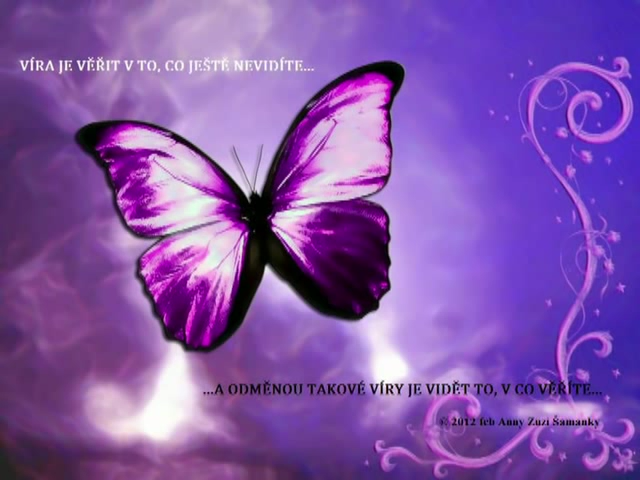 VÍRA JE VĚŘIT V TO, CO JEŠTĚ NEVIDÍTE...
...A ODMĚNOU TAKOVÉ VÍRY JE VIDĚT TO, V CO VĚŘÍTE...
© 2012 feb Anny Zuzi Šamanky